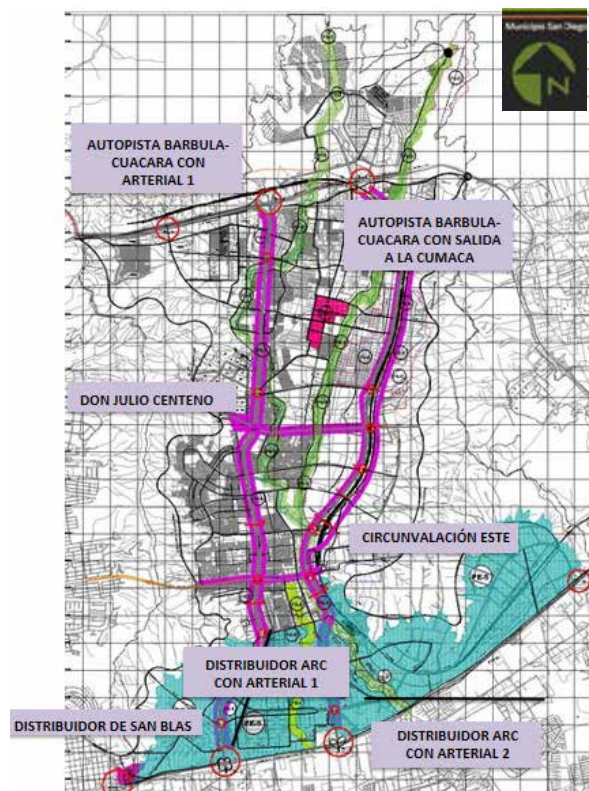 Municipio San Diego
N
AUTOPISTA BARBULA-
CUACARA CON
ARTERIAL 1
AUTOPISTA BARBULA-
CUACARA CON SALIDA
A LA CUMACA
DON JULIO CENTENO
CIRCUNVALACIÓN ESTE
DISTRIBUIDOR ARC
CON ARTERIAL 1
DISTRIBUIDOR DE SAN BLAS
DISTRIBUIDOR ARC
CON ARTERIAL 2